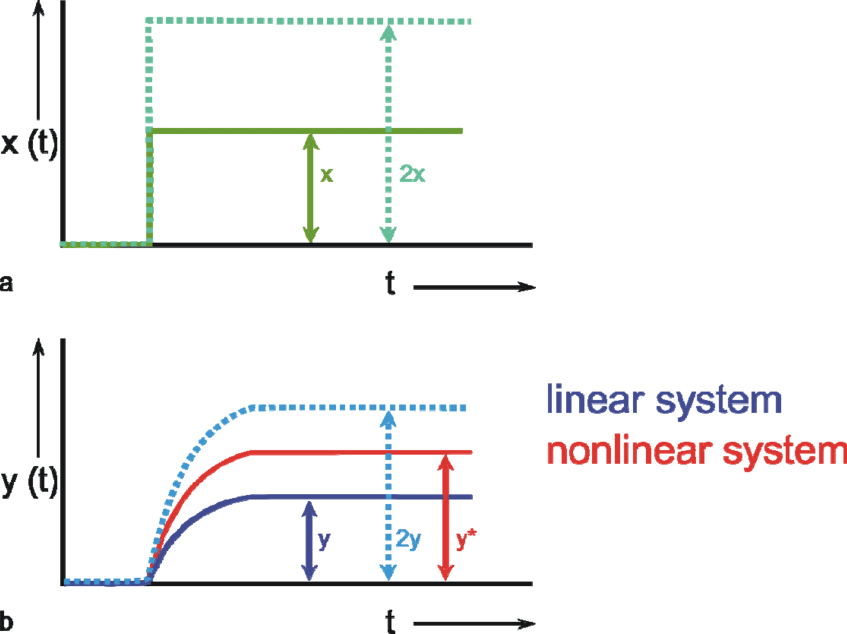 x (t)
x
2x
a
t
linear system
nonlinear system
y (t)
y
2y
y*
b
t